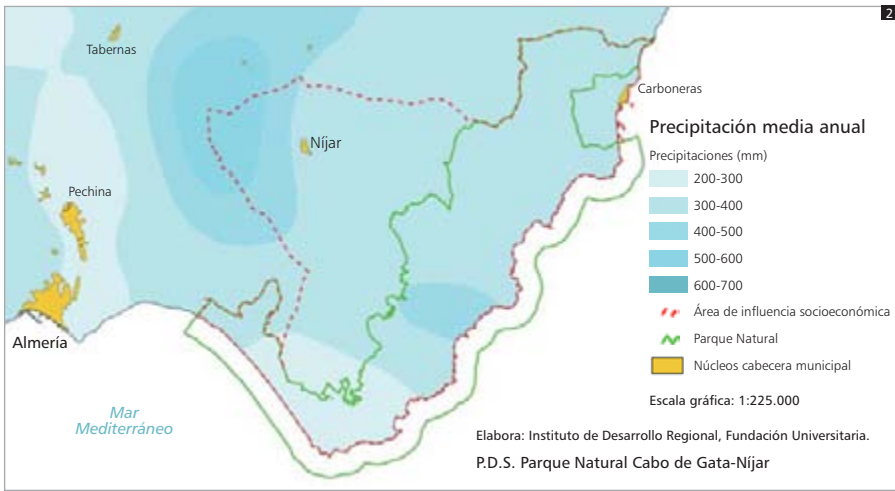 2
Tabernas
Carboneras
Níjar
Pechina
Almería
Mar
Mediterráneo
Precipitación media anual
Precipitaciones (mm)
200-300
300-400
400-500
500-600
600-700
Área de influencia socioeconómica
Parque Natural
Núcleos cabecera municipal
Escala gráfica: 1:225.000
Elabora: Instituto de Desarrollo Regional, Fundación Universitaria.
P.D.S. Parque Natural Cabo de Gata-Níjar